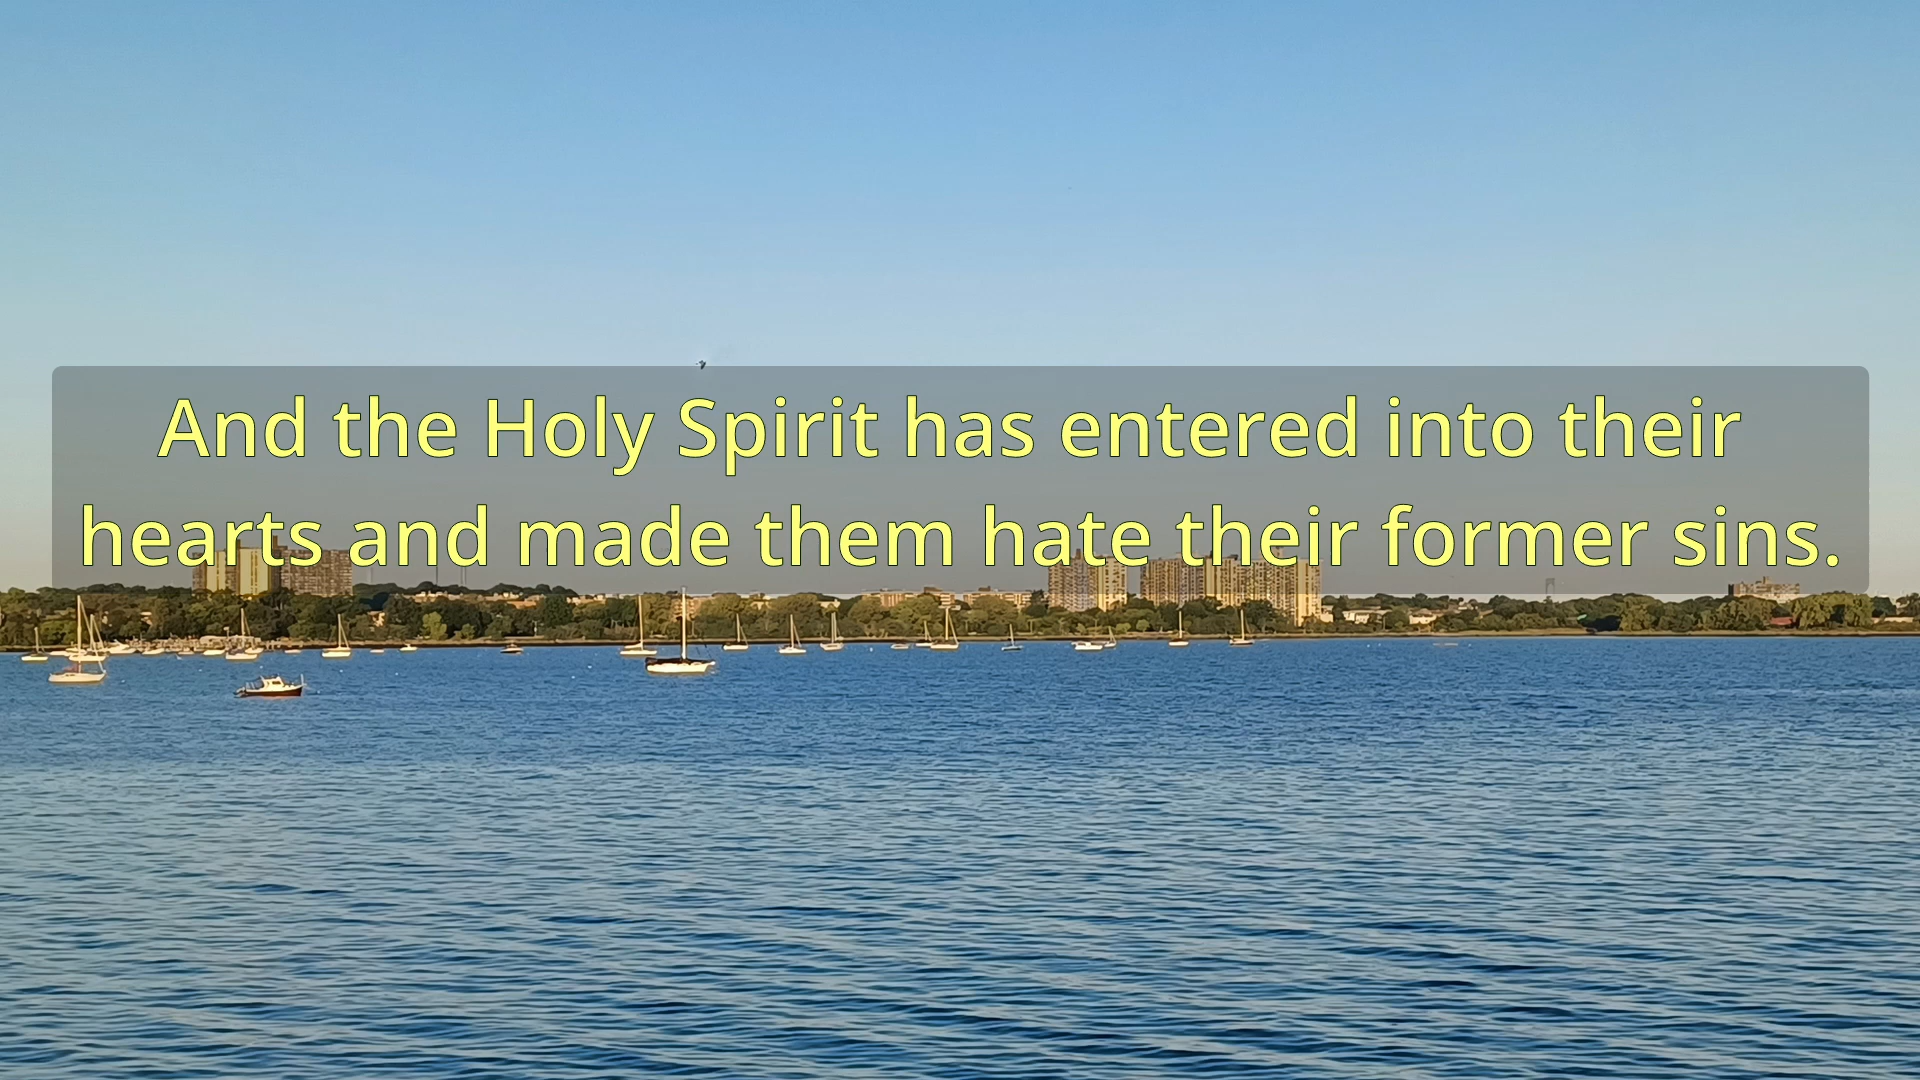 And the Holy Spirit has entered into their
hearts and made them hate their former sins.